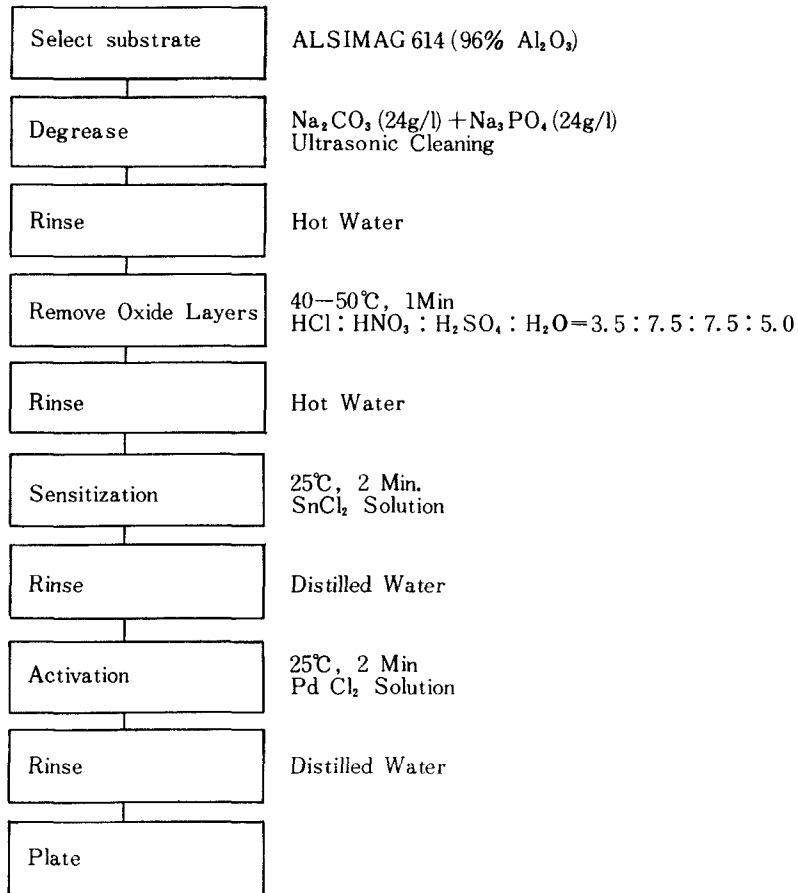 Select substrate
ALSIMAG 614 (96% Al₂O₃)
Degrease
Na₂CO₃ (24g/l) +Na₃PO₄ (24g/l)
Ultrasonic Cleaning
Rinse
Hot Water
Remove Oxide Layers
40—50℃, 1Min
HCl : HNO₃ : H₂SO₄ : H₂O=3.5 : 7.5 : 7.5 : 5.0
Rinse
Hot Water
Sensitization
25℃, 2 Min.
SnCl₂ Solution
Rinse
Distilled Water
Activation
25℃, 2 Min
Pd Cl₂ Solution
Rinse
Distilled Water
Plate